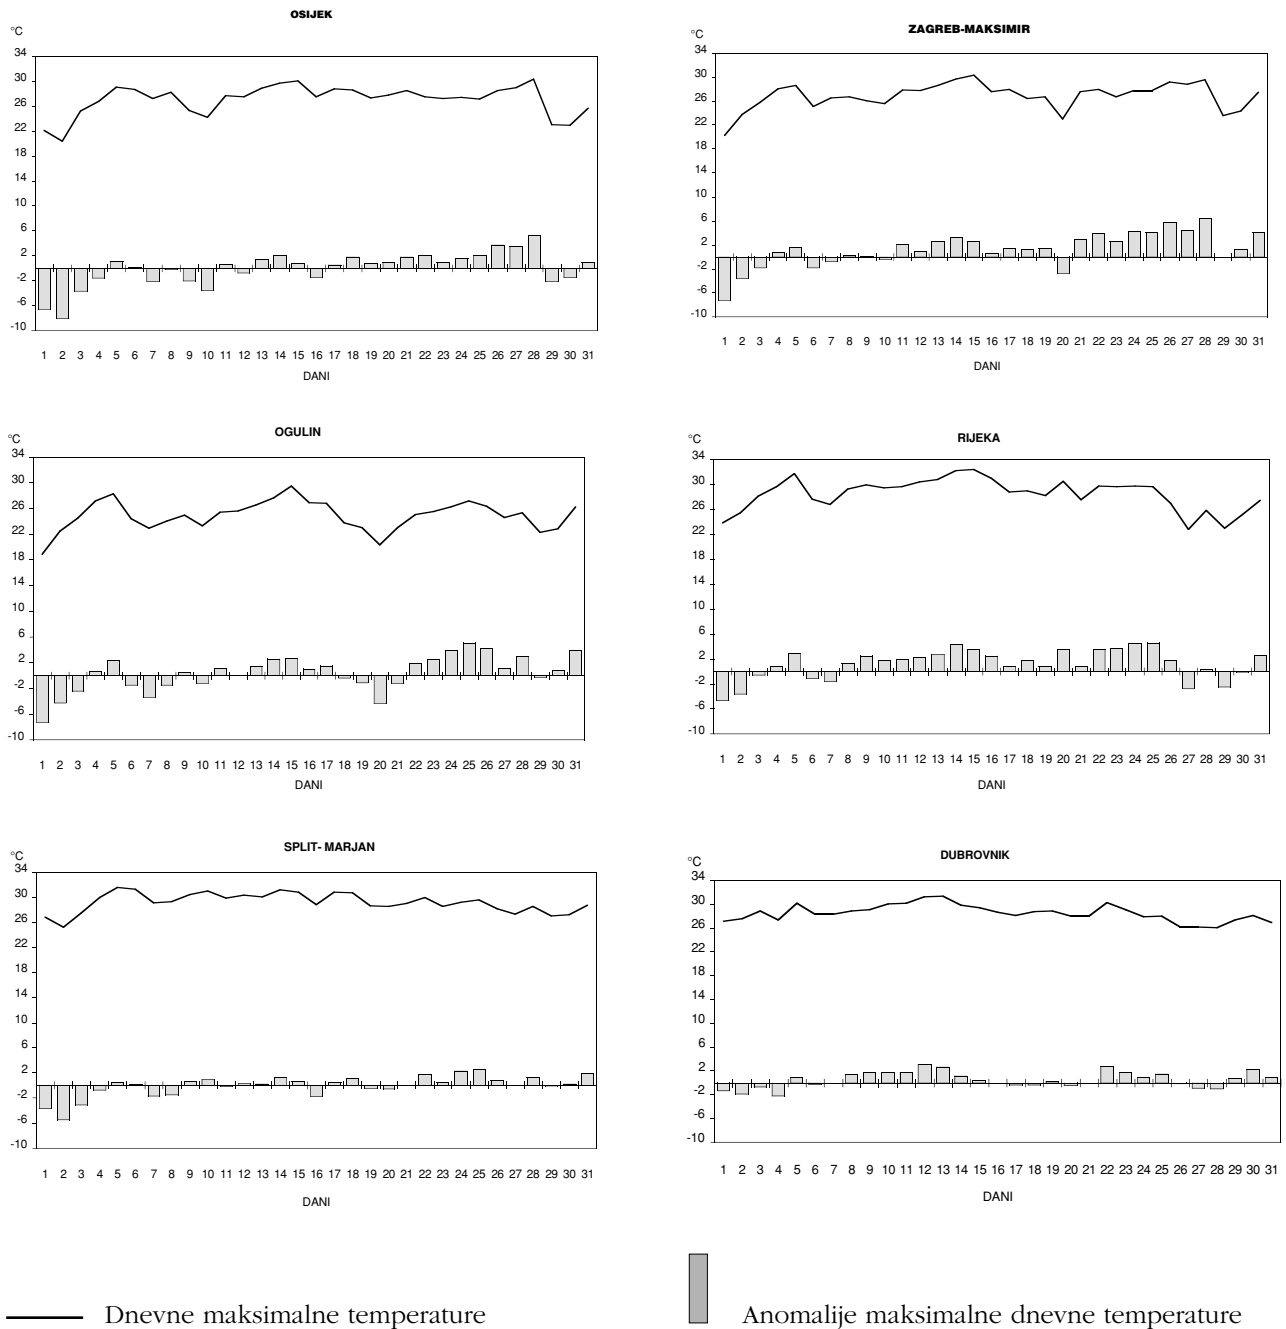 OSIJEK
°C
34
30
26
22
18
14
10
6
2
-2
-6
-10
1 2 3 4 5 6 7 8 9 10 11 12 13 14 15 16 17 18 19 20 21 22 23 24 25 26 27 28 29 30 31
DANI
ZAGREB-MAKSIMIR
°C
34
30
26
22
18
14
10
6
2
-2
-6
-10
1 2 3 4 5 6 7 8 9 10 11 12 13 14 15 16 17 18 19 20 21 22 23 24 25 26 27 28 29 30 31
DANI
OGULIN
°C
34
30
26
22
18
14
10
6
2
-2
-6
-10
1 2 3 4 5 6 7 8 9 10 11 12 13 14 15 16 17 18 19 20 21 22 23 24 25 26 27 28 29 30 31
DANI
RIJEKA
°C
34
30
26
22
18
14
10
6
2
-2
-6
-10
1 2 3 4 5 6 7 8 9 10 11 12 13 14 15 16 17 18 19 20 21 22 23 24 25 26 27 28 29 30 31
DANI
SPLIT- MARJAN
°C
34
30
26
22
18
14
10
6
2
-2
-6
-10
1 2 3 4 5 6 7 8 9 10 11 12 13 14 15 16 17 18 19 20 21 22 23 24 25 26 27 28 29 30 31
DANI
DUBROVNIK
°C
34
30
26
22
18
14
10
6
2
-2
-6
-10
1 2 3 4 5 6 7 8 9 10 11 12 13 14 15 16 17 18 19 20 21 22 23 24 25 26 27 28 29 30 31
DANI
Dnevne maksimalne temperature
Anomalije maksimalne dnevne temperature